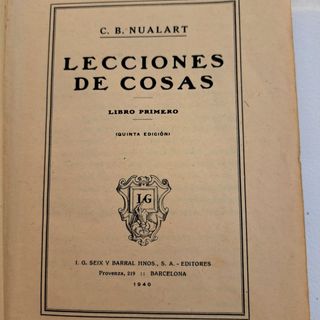 C. B. NUALART
LECCIONES
DE COSAS
LIBRO PRIMERO
(QUINTA EDICIÓN)
I G
I. G. SEIX Y BARRAL HNOS., S. A. - EDITORES
Provenza, 219 :: BARCELONA
1940